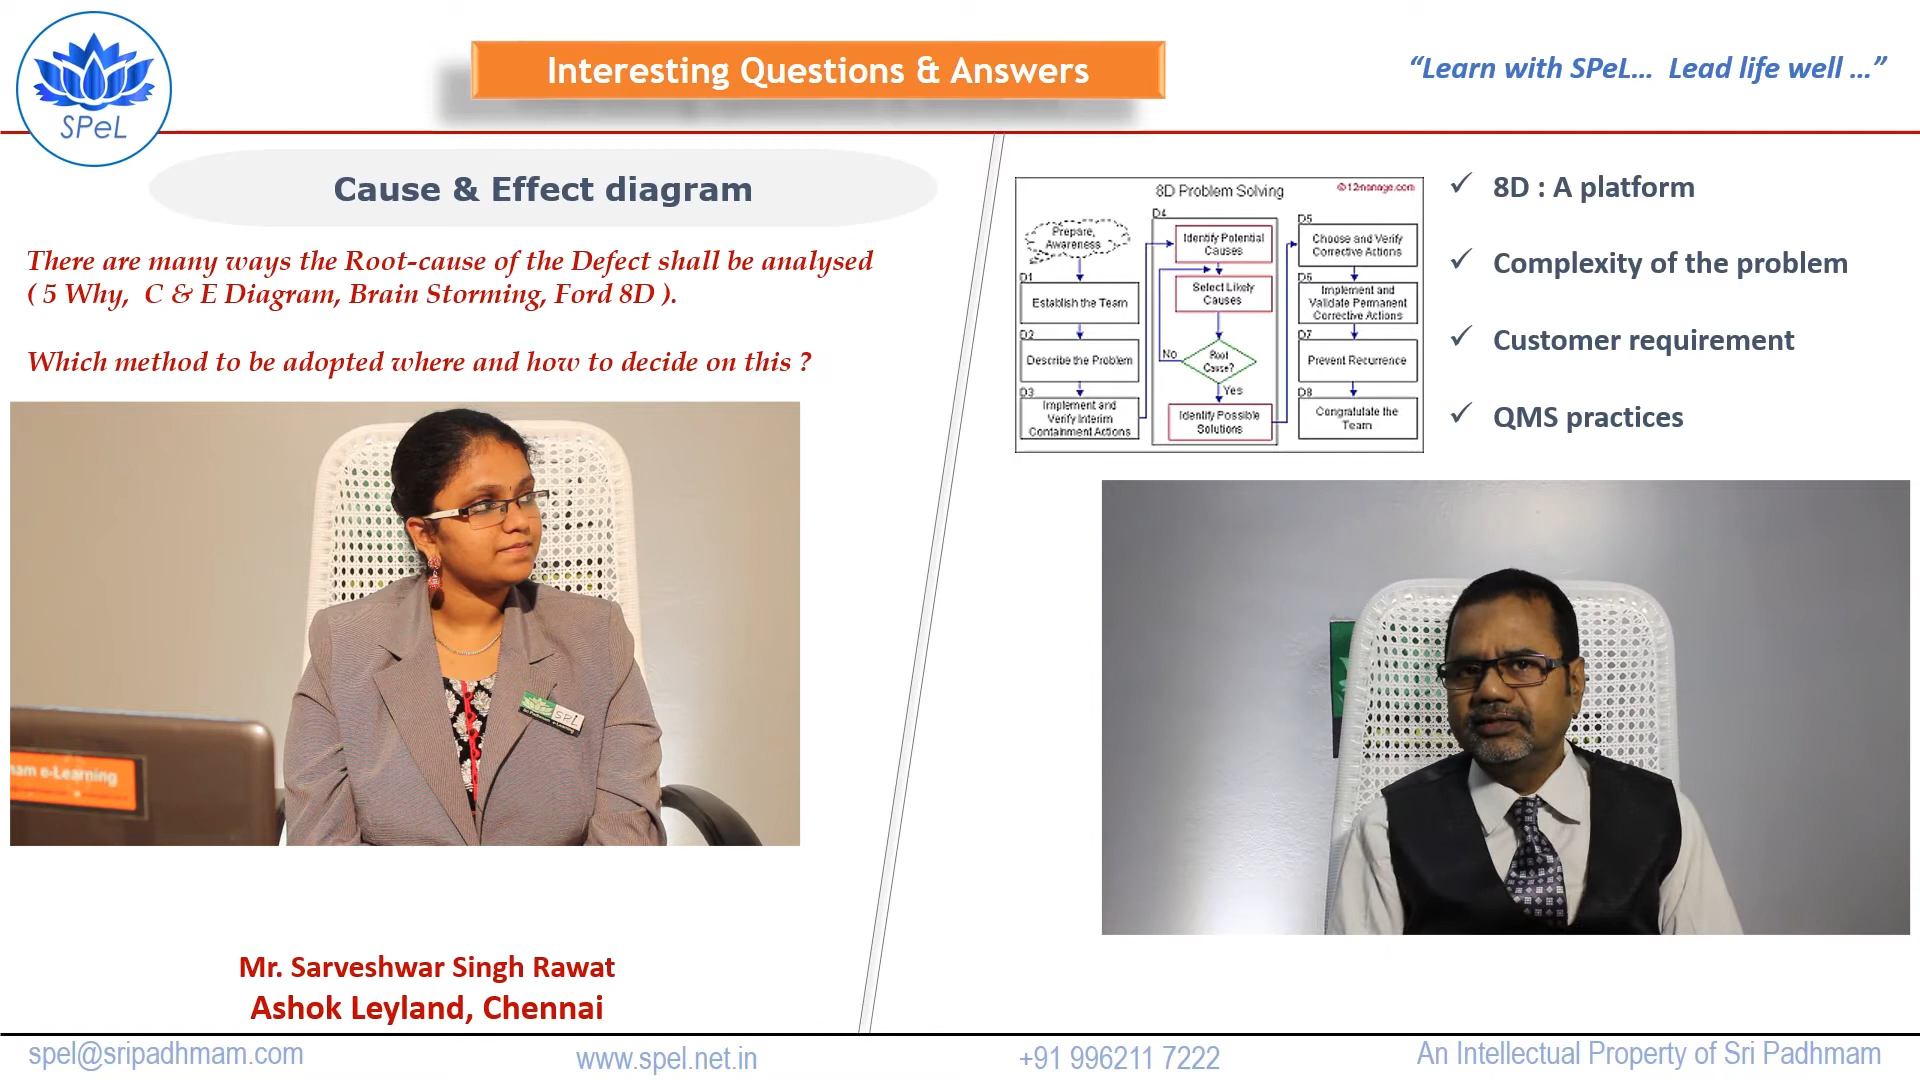 SPeL
Interesting Questions & Answers
“Learn with SPeL… Lead life well …”
Cause & Effect diagram
There are many ways the Root-cause of the Defect shall be analysed
( 5 Why, C & E Diagram, Brain Storming, Ford 8D ).
Which method to be adopted where and how to decide on this ?
8D Problem Solving
©12manage.com
Prepare,
Awareness
D1
Establish the Team
D2
Describe the Problem
D3
Implement and
Verify Interim
Containment Actions
D4
Identify Potential
Causes
Select Likely
Causes
No
Root
Cause?
Yes
Identify Possible
Solutions
D5
Choose and Verify
Corrective Actions
D6
Implement and
Validate Permanent
Corrective Actions
D7
Prevent Recurrence
D8
Congratulate the
Team
8D : A platform
Complexity of the problem
Customer requirement
QMS practices
SPeL
e-Learning
Mr. Sarveshwar Singh Rawat
Ashok Leyland, Chennai
spel@sripadhmam.com
www.spel.net.in
+91 996211 7222
An Intellectual Property of Sri Padhmam